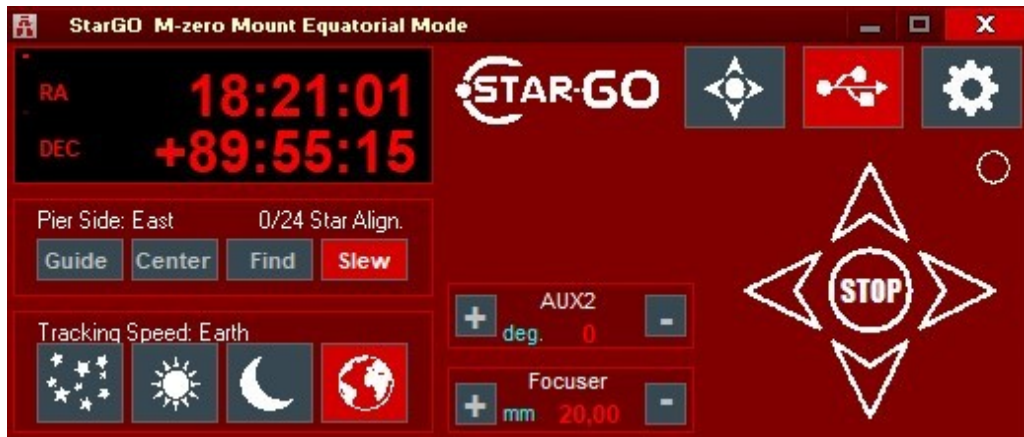 StarGO M-zero Mount Equatorial Mode
X
RA 18:21:01
DEC +89:55:15
STAR·GO
Pier Side: East 0/24 Star Align.
Guide Center Find Slew
Tracking Speed: Earth
+ AUX2 -
deg. 0
+ Focuser -
mm 20,00
STOP